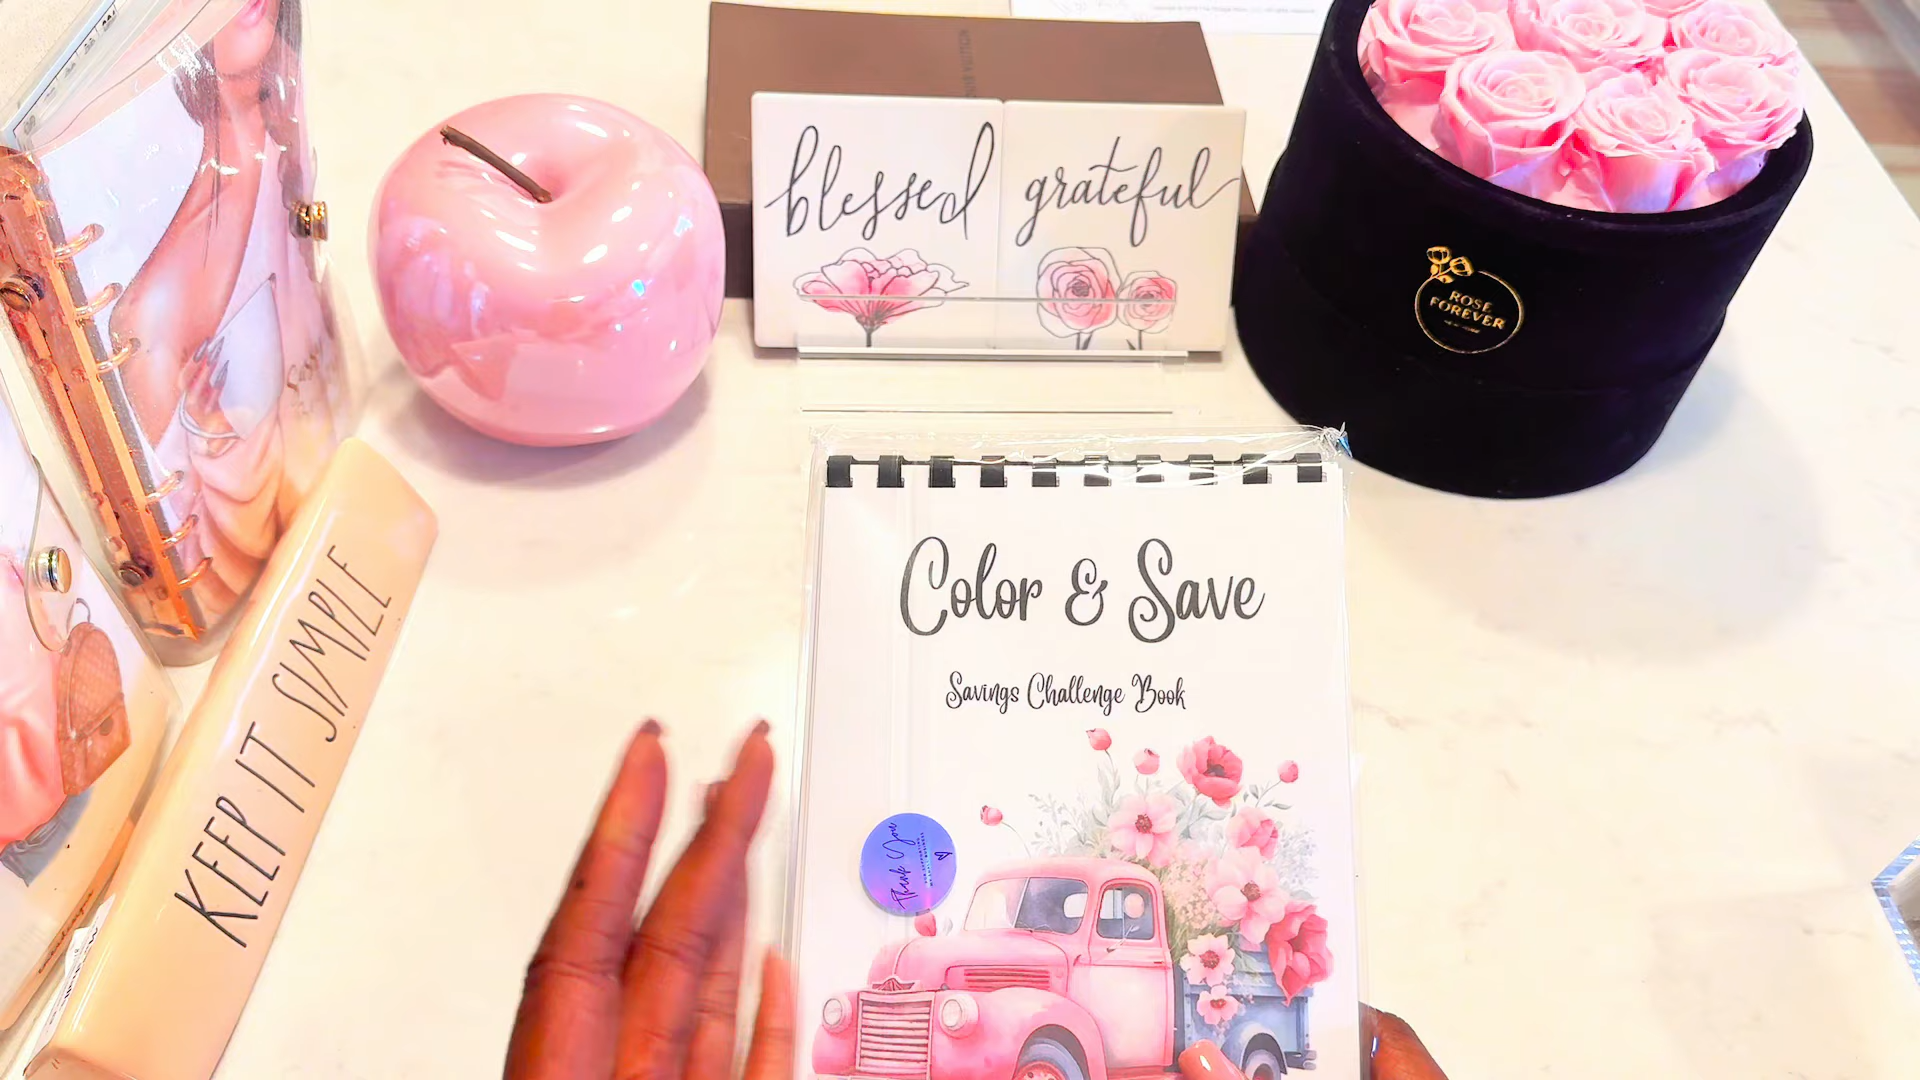 blessed
grateful
ROSE
FOREVER
Color & Save
Savings Challenge Book
Thank You
KEEP IT SIMPLE